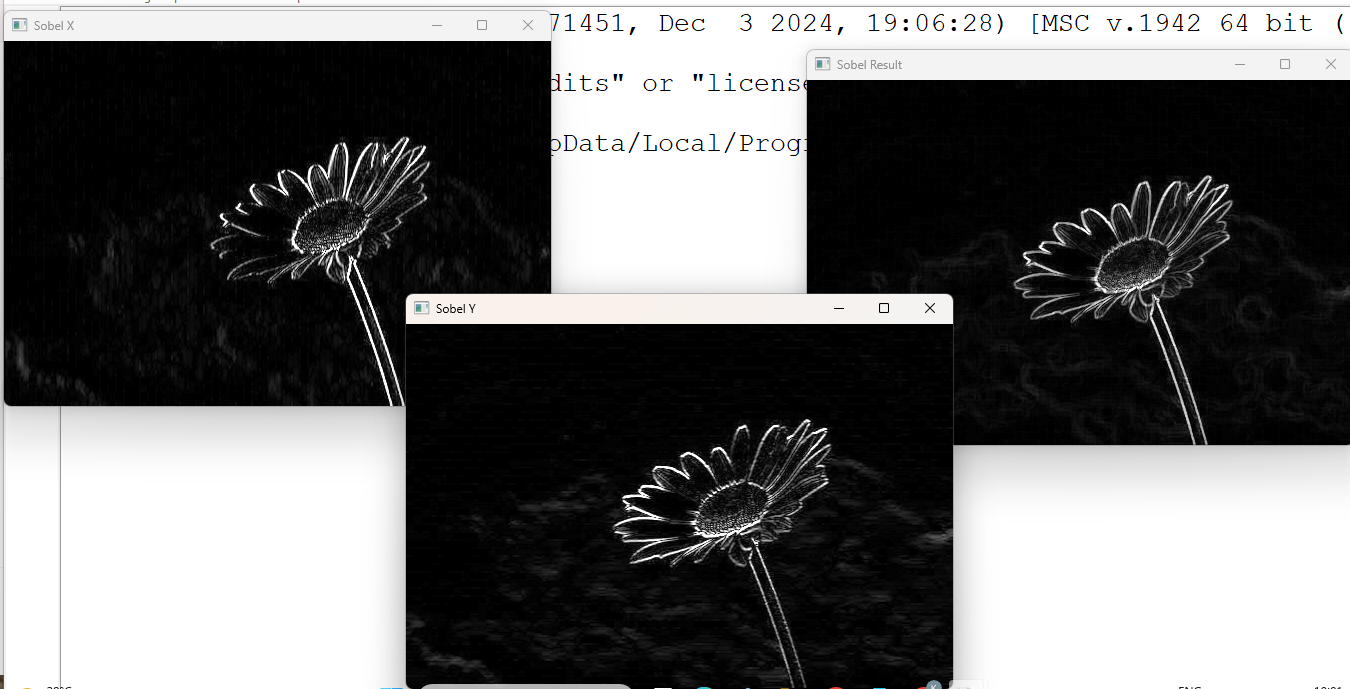 Sobel X
71451, Dec 3 2024, 19:06:28) [MSC v.1942 64 bit (
Sobel Result
dits" or "license
pData/Local/Progr
Sobel Y